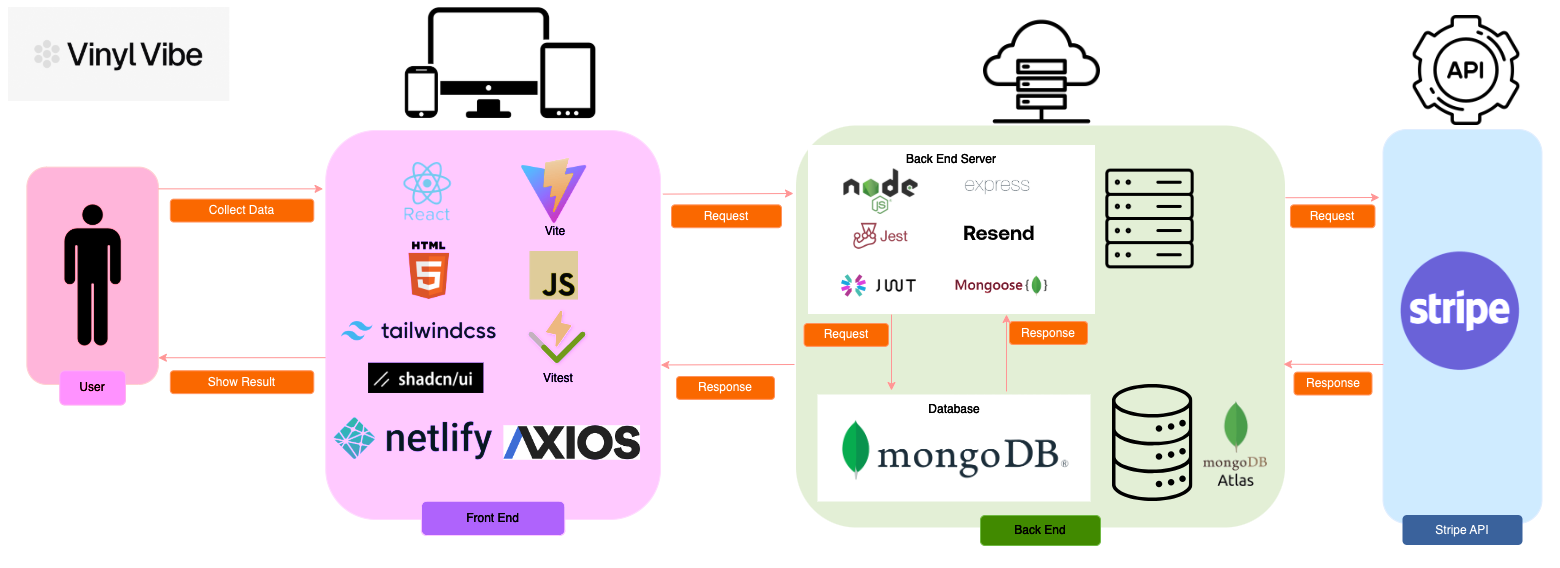 Vinyl Vibe
API
User
Collect Data
Show Result
React
Vite
HTML
5
JS
tailwindcss
Vitest
shadcn/ui
netlify
AXIOS
Front End
Request
Response
Back End Server
node
JS
express
Jest
Resend
JWT
Mongoose{ }
Request
Response
Database
mongoDB®
mongoDB
Atlas
Back End
Request
Response
stripe
Stripe API